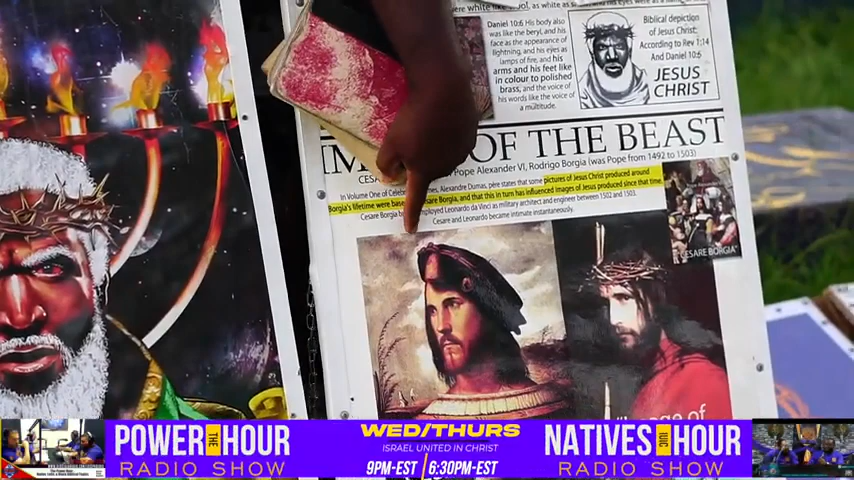 Daniel 10:6 His body also
was like the beryl, and his
face as the appearance of
lightning, and his eyes as
lamps of fire, and his
arms and his feet like
in colour to polished
brass, and the voice of
his words like the voice of
a multitude.
Biblical depiction
of Jesus Christ:
According to Rev 1:14
And Daniel 10:6
JESUS
CHRIST
OF THE BEAST
Pope Alexander VI, Rodrigo Borgia (was Pope from 1492 to 1503)
In Volume One of Alexandre Dumas, père states that some pictures of Jesus Christ produced around
Borgia's lifetime were Cesare Borgia, and that this in turn has influenced images of Jesus produced since that time.
Cesare Borgia Leonardo da Vinci as military architect and engineer between 1502 and 1503.
Cesare and Leonardo became intimate instantaneously.
"CESARE BORGIA"
"Image of
POWER THE HOUR
RADIO SHOW
WED/THURS
ISRAEL UNITED IN CHRIST
9PM-EST / 6:30PM-EST
NATIVES IUIC HOUR
RADIO SHOW